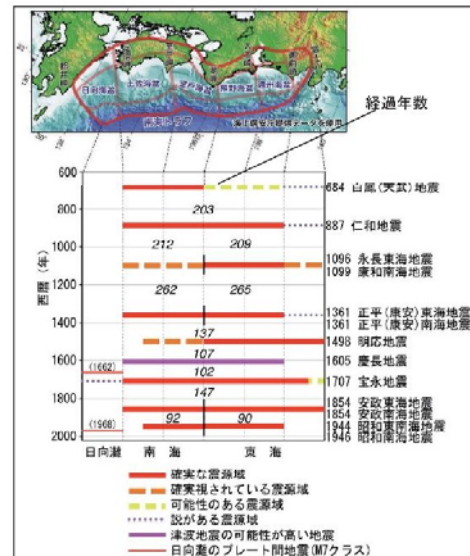 日向海盆 土佐海盆 室戸海盆 熊野海盆 遠州海盆
南海トラフ
海上保安庁提供データを使用
経過年数
西暦(年)
600
800
1000
1200
1400
1600
1800
2000
203
212 209
262 265
137
107
102
147
92 90
(1662)
(1968)
684 白鳳(天武)地震
887 仁和地震
1096 永長東海地震
1099 康和南海地震
1361 正平(康安)東海地震
1361 正平(康安)南海地震
1498 明応地震
1605 慶長地震
1707 宝永地震
1854 安政東海地震
1854 安政南海地震
1944 昭和東南海地震
1946 昭和南海地震
日向灘 南 海 東 海
確実な震源域
確実視されている震源域
可能性のある震源域
説がある震源域
津波地震の可能性が高い地震
日向灘のプレート間地震(M7クラス)